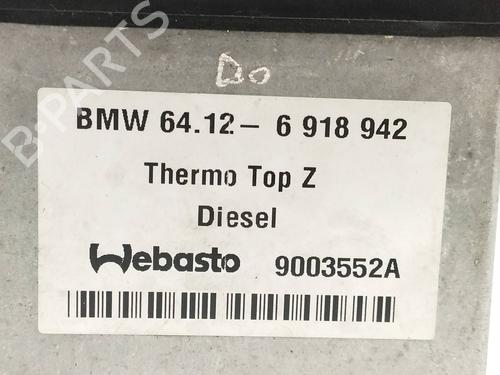 B-PARTS
Do
BMW 64.12 – 6 918 942
Thermo Top Z
Diesel
Webasto 9003552A